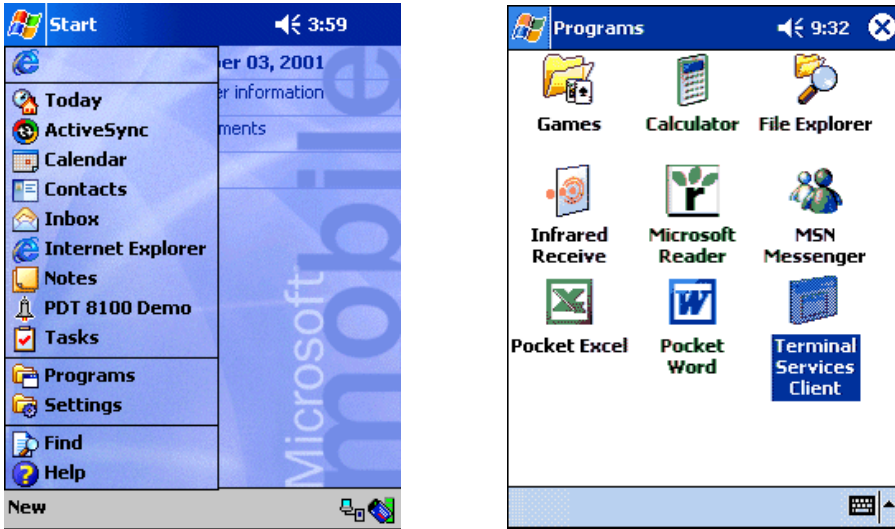 Start 3:59
er 03, 2001
er information
ments
Today
ActiveSync
Calendar
Contacts
Inbox
Internet Explorer
Notes
PDT 8100 Demo
Tasks
Programs
Settings
Find
Help
Microsoft
mobile
New
Programs 9:32
Games Calculator File Explorer
Infrared Receive
Microsoft Reader
MSN Messenger
Pocket Excel
Pocket Word
Terminal Services Client